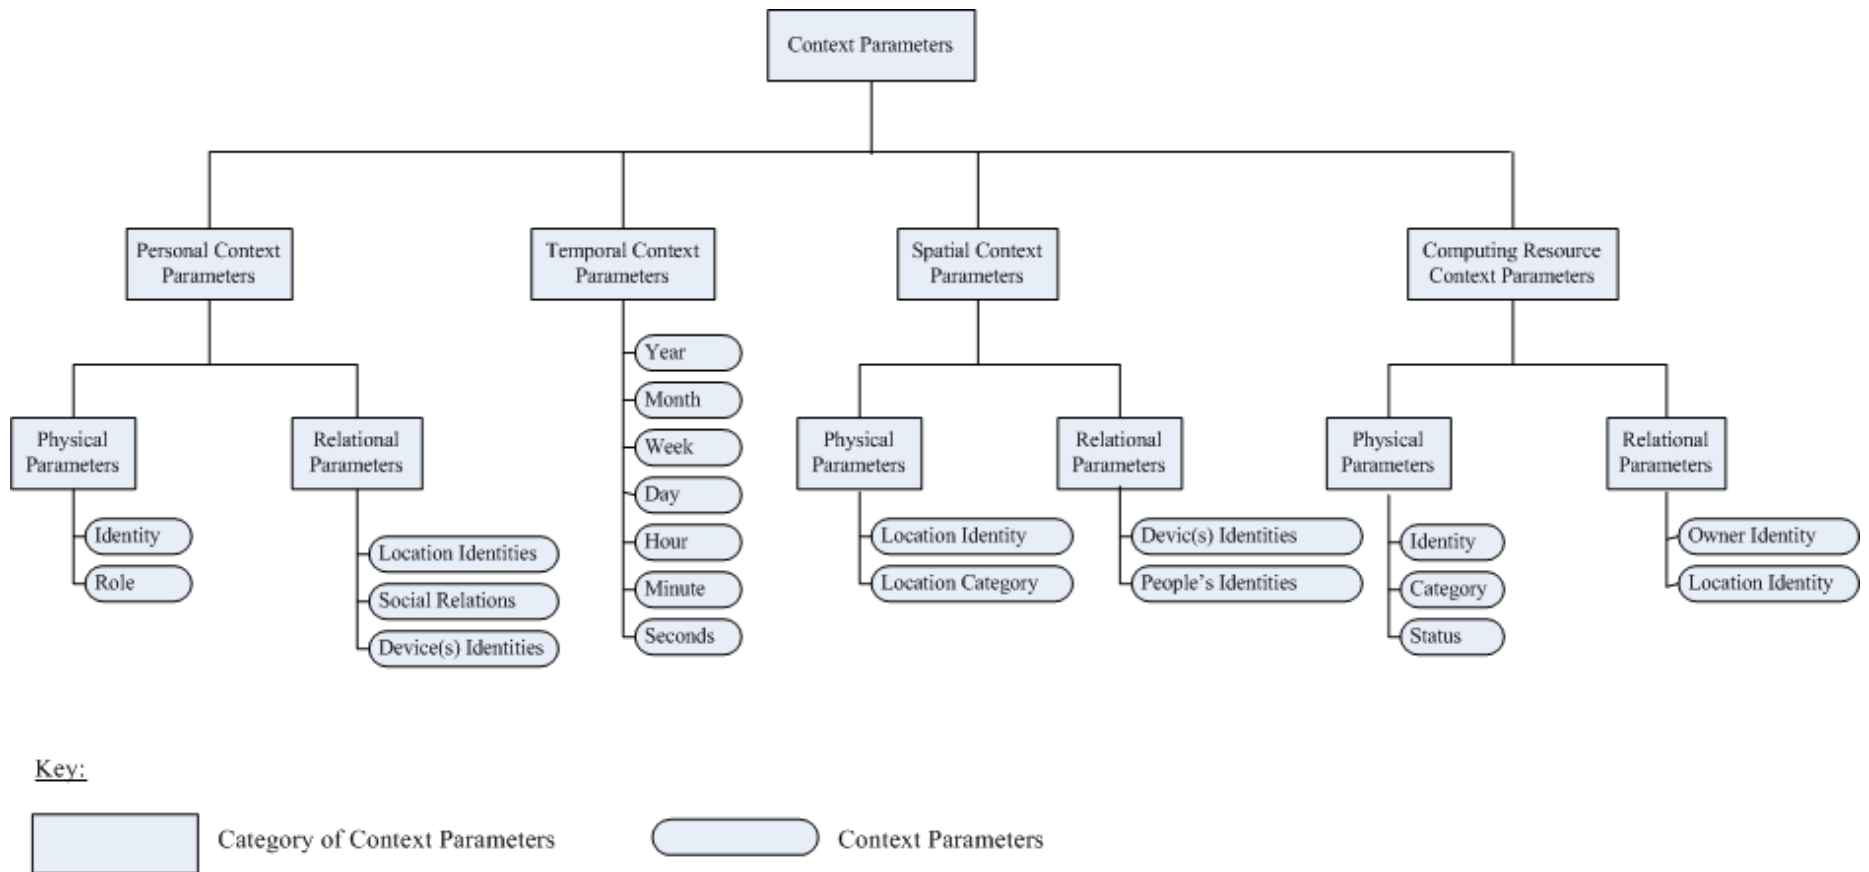 Context Parameters
Personal Context
Parameters
Temporal Context
Parameters
Spatial Context
Parameters
Computing Resource
Context Parameters
Physical
Parameters
Identity
Role
Relational
Parameters
Location Identities
Social Relations
Device(s) Identities
Year
Month
Week
Day
Hour
Minute
Seconds
Physical
Parameters
Location Identity
Location Category
Relational
Parameters
Devic(s) Identities
People's Identities
Physical
Parameters
Identity
Category
Status
Relational
Parameters
Owner Identity
Location Identity
Key:
Category of Context Parameters
Context Parameters